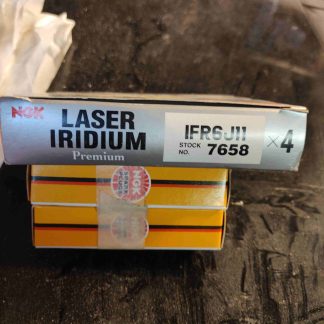 NGK
LASER
IRIDIUM
Premium
IFR6J11
STOCK
NO. 7658
×4
NGK